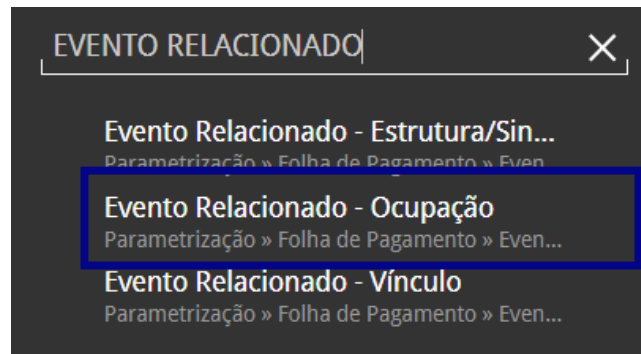 EVENTO RELACIONADO
Evento Relacionado - Estrutura/Sin...
Parametrização » Folha de Pagamento » Even...
Evento Relacionado - Ocupação
Parametrização » Folha de Pagamento » Even...
Evento Relacionado - Vínculo
Parametrização » Folha de Pagamento » Even...